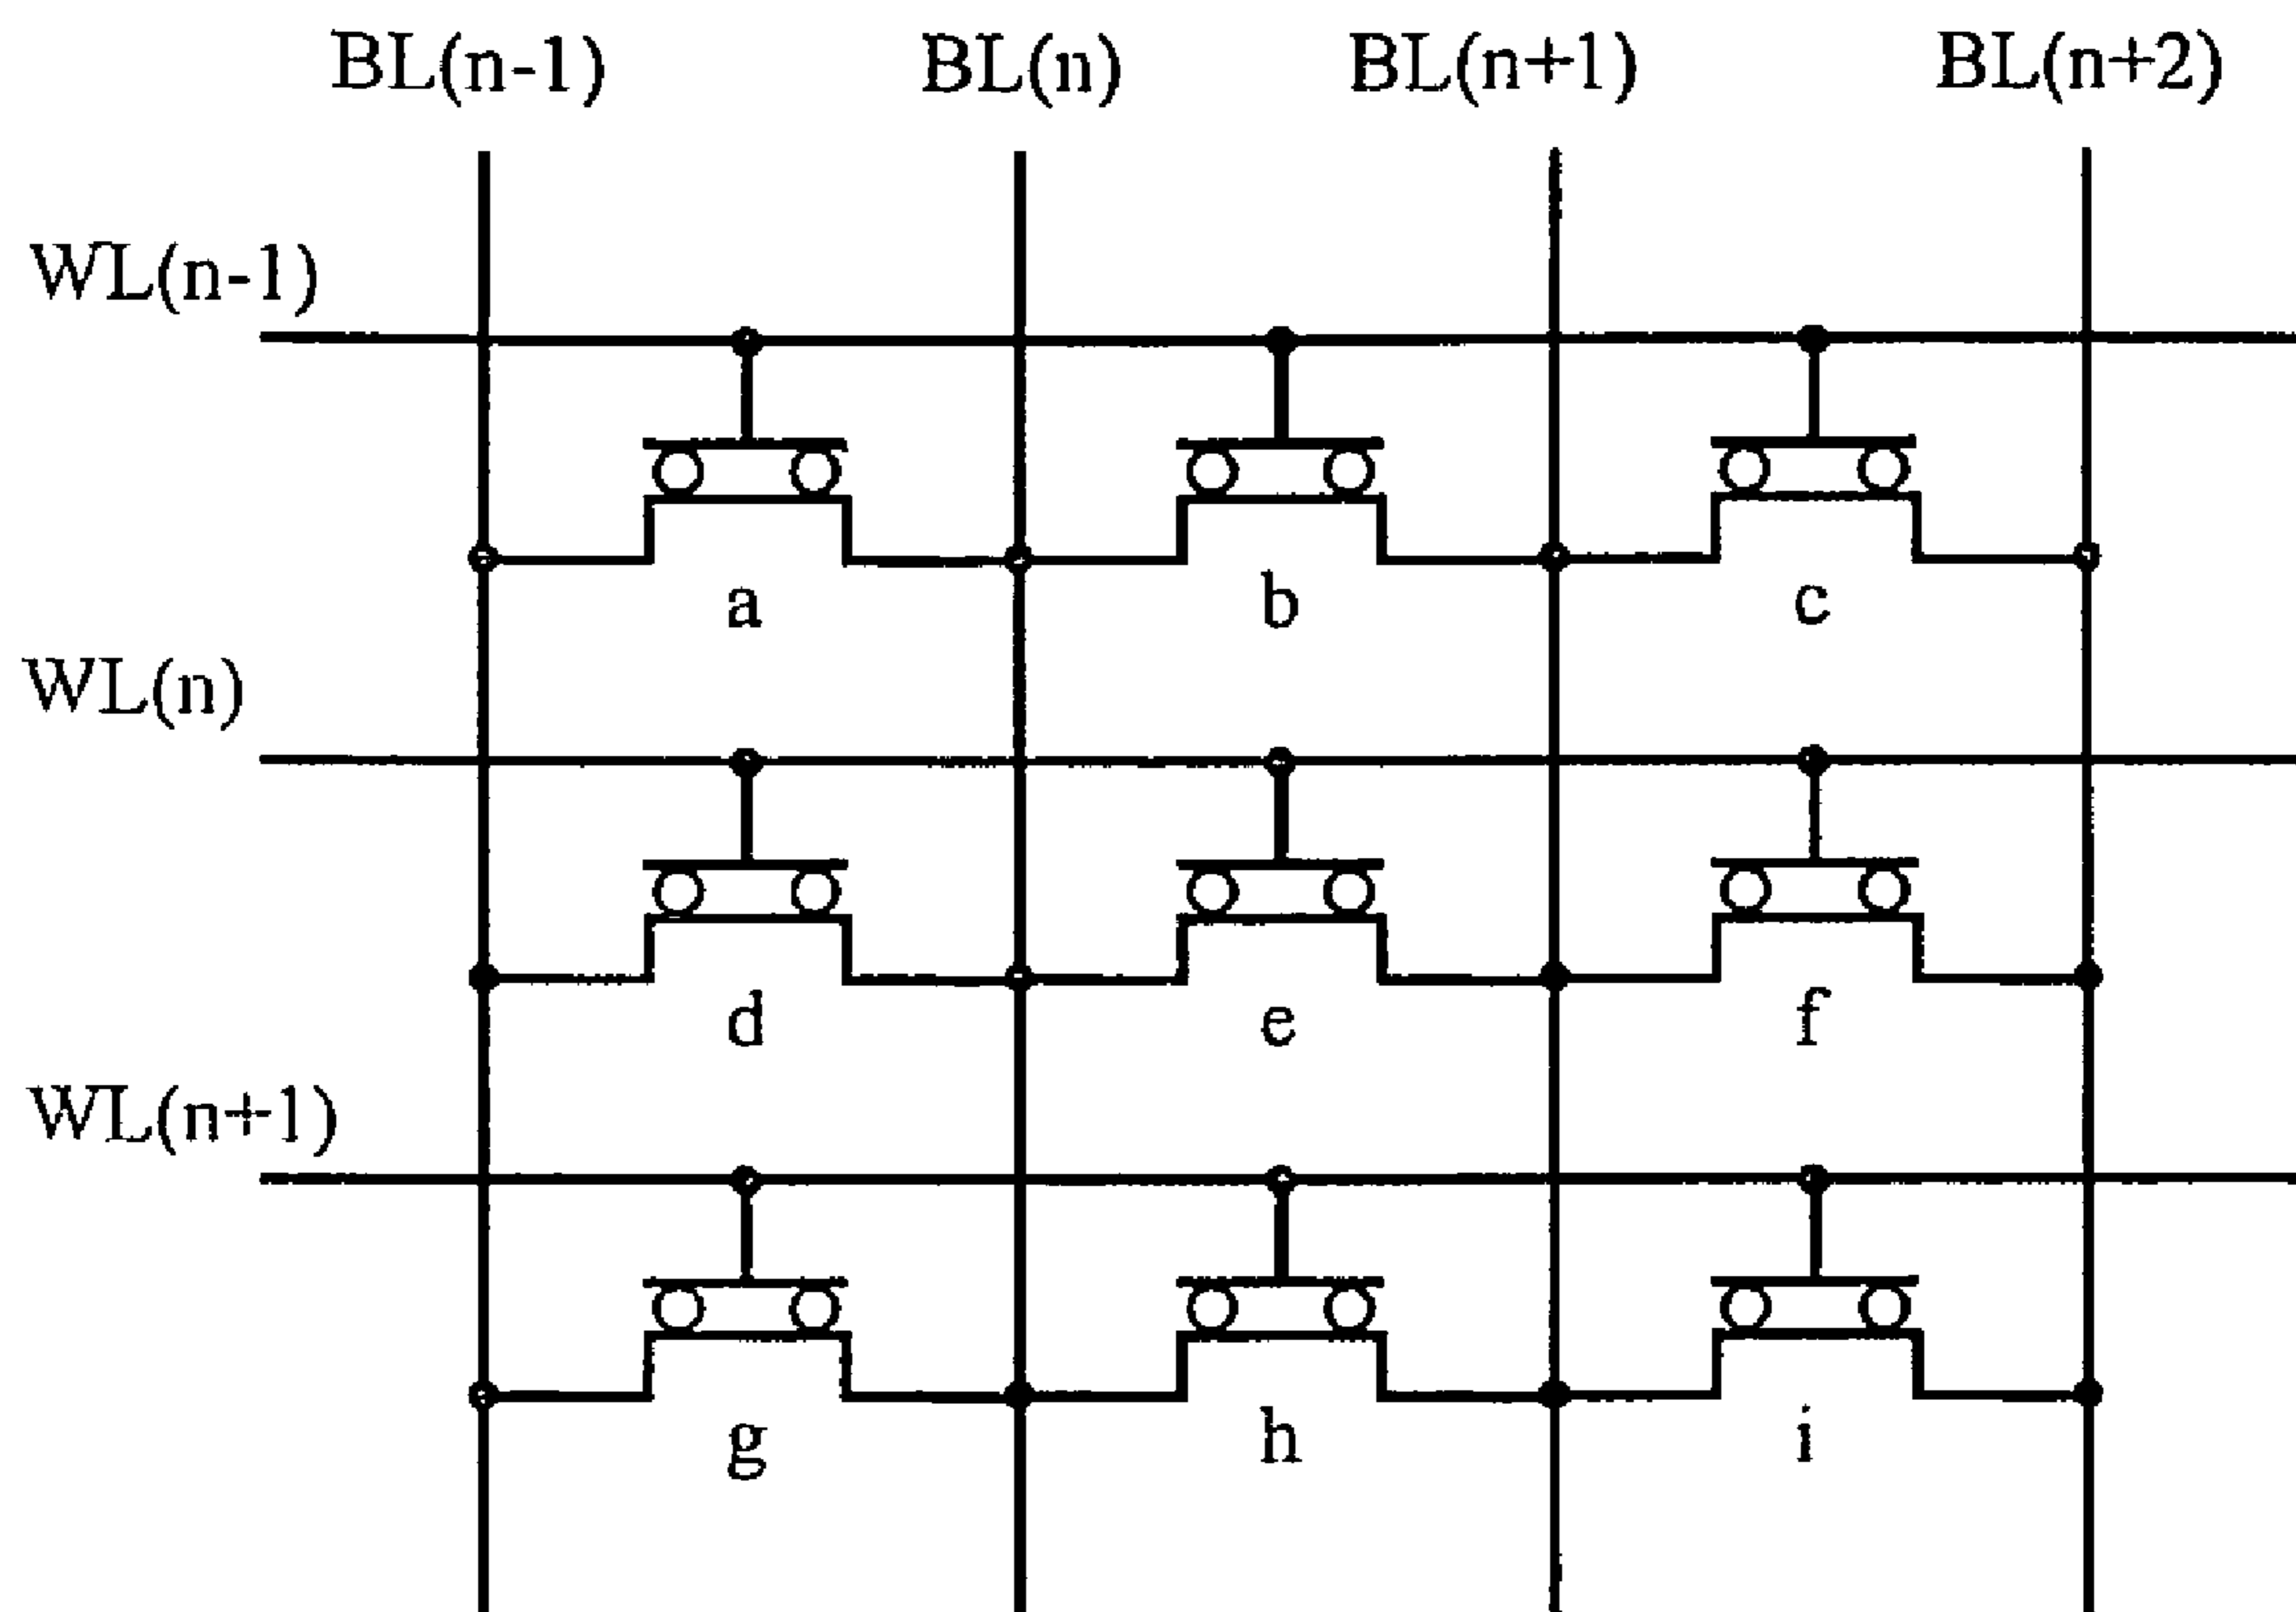 BL(n-1) BL(n) BL(n+1) BL(n+2)
WL(n-1)
a b c
WL(n)
d e f
WL(n+1)
g h i